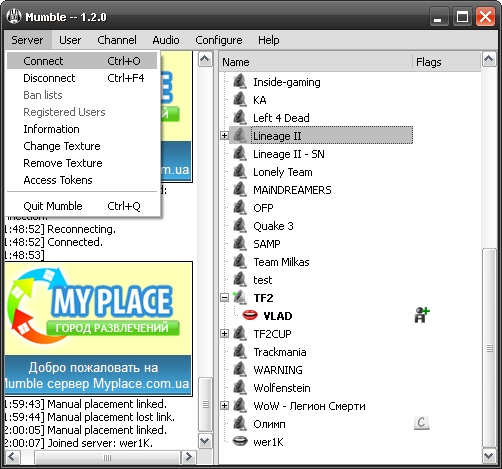 Mumble -- 1.2.0
Server User Channel Audio Configure Help
Connect Ctrl+O
Disconnect Ctrl+F4
Ban lists
Registered Users
Information
Change Texture
Remove Texture
Access Tokens
Quit Mumble Ctrl+Q
1:48:52] Reconnecting.
1:48:52] Connected.
1:48:53]
MY PLACE
ГОРОД РАЗВЛЕЧЕНИЙ
Добро пожаловать на
Mumble сервер Myplace.com.ua
1:59:43] Manual placement linked.
1:59:44] Manual placement lost link.
2:00:05] Manual placement linked.
2:00:07] Joined server: wer1K.
Name Flags
Inside-gaming
KA
Left 4 Dead
Lineage II
Lineage II - SN
Lonely Team
MAiNDREAMERS
OFP
Quake 3
SAMP
Team Milkas
test
TF2
VLAD
TF2CUP
Trackmania
WARNING
Wolfenstein
WoW - Легион Смерти
Олимп C
wer1K